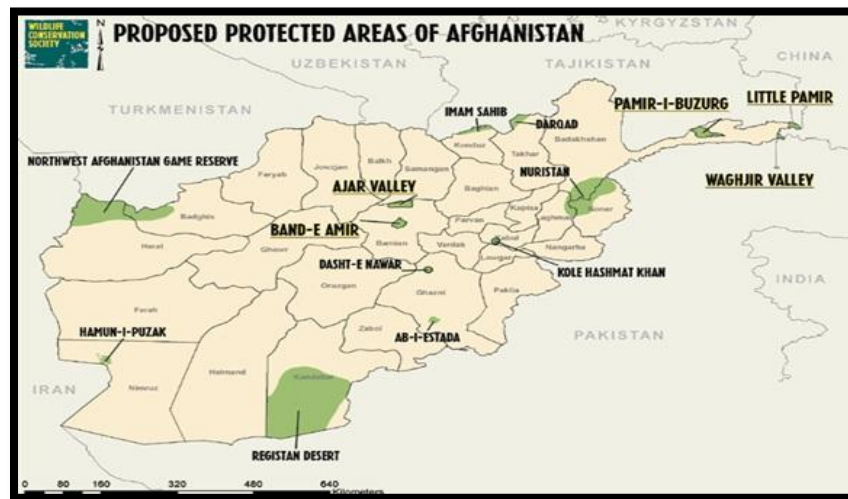 WILDLIFE
CONSERVATION
SOCIETY
N
PROPOSED PROTECTED AREAS OF AFGHANISTAN
KYRGYZSTAN
UZBEKISTAN
TAJIKISTAN
CHINA
TURKMENISTAN
IMAM SAHIB
DARQAD
PAMIR-I-BUZURG
LITTLE PAMIR
NORTHWEST AFGHANISTAN GAME RESERVE
Faryab
Jowzjan
Balkh
Samangan
Konduz
Takhar
Badakhshan
NURISTAN
WAGHJIR VALLEY
AJAR VALLEY
Baghlan
Badghis
BAND-E AMIR
Parvan
Kapisa
Laghman
Konar
Herat
Ghowr
Bamian
Vardak
Kabul
Nangarhar
Lowgar
DASHT-E NAWAR
KOLE HASHMAT KHAN
INDIA
Oruzgan
Ghazni
Paktia
Farah
PAKISTAN
HAMUN-I-PUZAK
Zabol
AB-I-ESTADA
IRAN
Nimruz
Helmand
Kandahar
REGISTAN DESERT
0 80 160 320 480 640
Kilometers